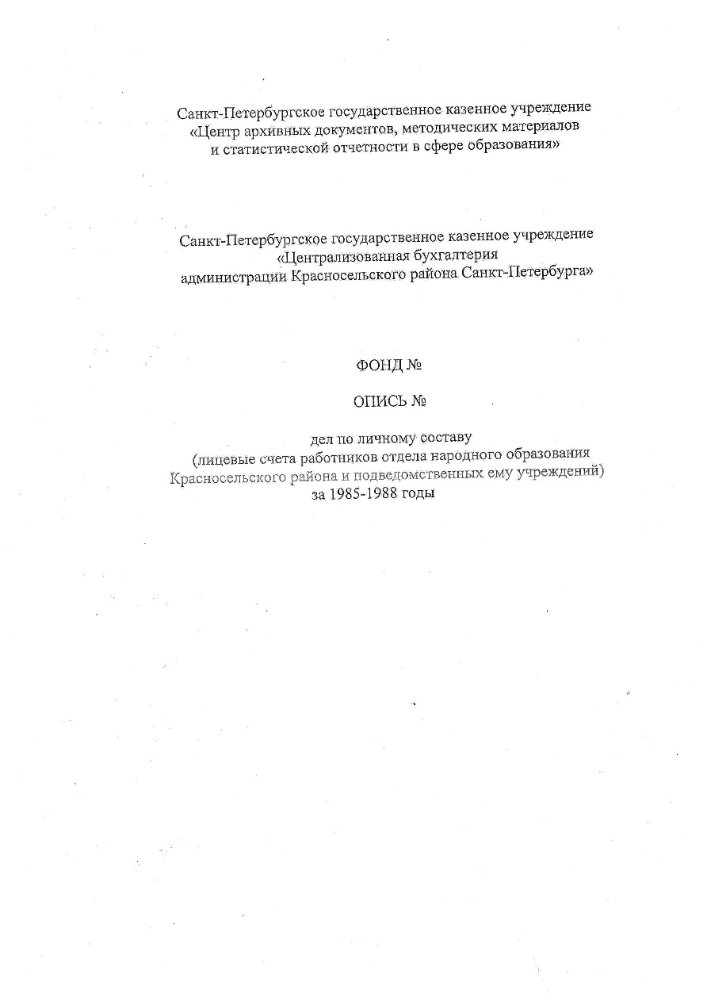 Санкт-Петербургское государственное казенное учреждение
«Центр архивных документов, методических материалов
и статистической отчетности в сфере образования»
Санкт-Петербургское государственное казенное учреждение
«Централизованная бухгалтерия
администрации Красносельского района Санкт-Петербурга»
ФОНД №
ОПИСЬ №
дел по личному составу
(лицевые счета работников отдела народного образования
Красносельского района и подведомственных ему учреждений)
за 1985-1988 годы